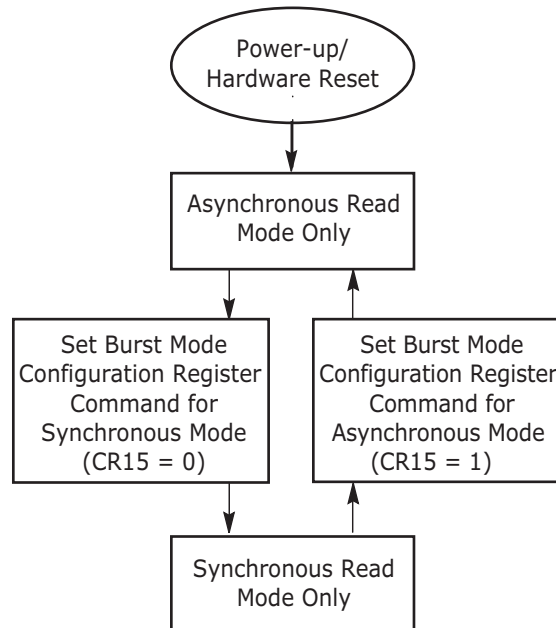 Power-up/
Hardware Reset
Asynchronous Read
Mode Only
Set Burst Mode
Configuration Register
Command for
Synchronous Mode
(CR15 = 0)
Set Burst Mode
Configuration Register
Command for
Asynchronous Mode
(CR15 = 1)
Synchronous Read
Mode Only